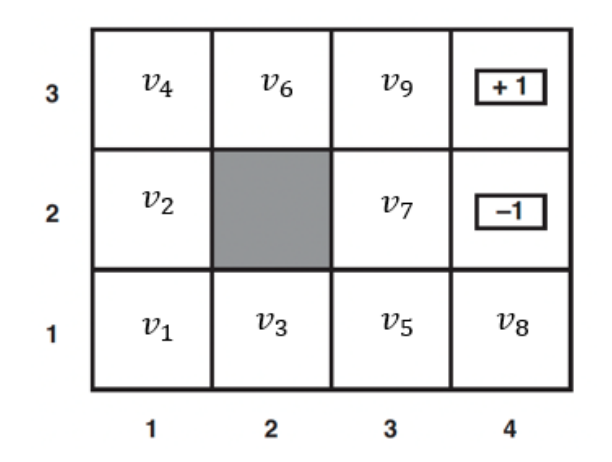 3 v₄ v₆ v₉ + 1
2 v₂ v₇ –1
1 v₁ v₃ v₅ v₈
1 2 3 4